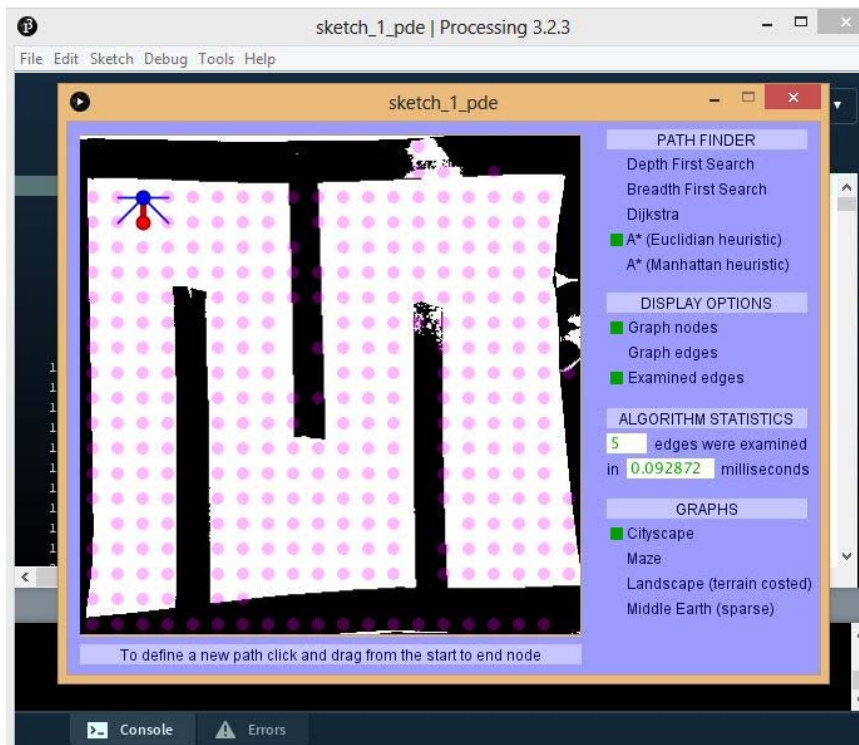 sketch_1_pde | Processing 3.2.3
File Edit Sketch Debug Tools Help
sketch_1_pde
PATH FINDER
Depth First Search
Breadth First Search
Dijkstra
A* (Euclidian heuristic)
A* (Manhattan heuristic)
DISPLAY OPTIONS
Graph nodes
Graph edges
Examined edges
ALGORITHM STATISTICS
5 edges were examined
in 0.092872 milliseconds
GRAPHS
Cityscape
Maze
Landscape (terrain costed)
Middle Earth (sparse)
To define a new path click and drag from the start to end node
Console Errors